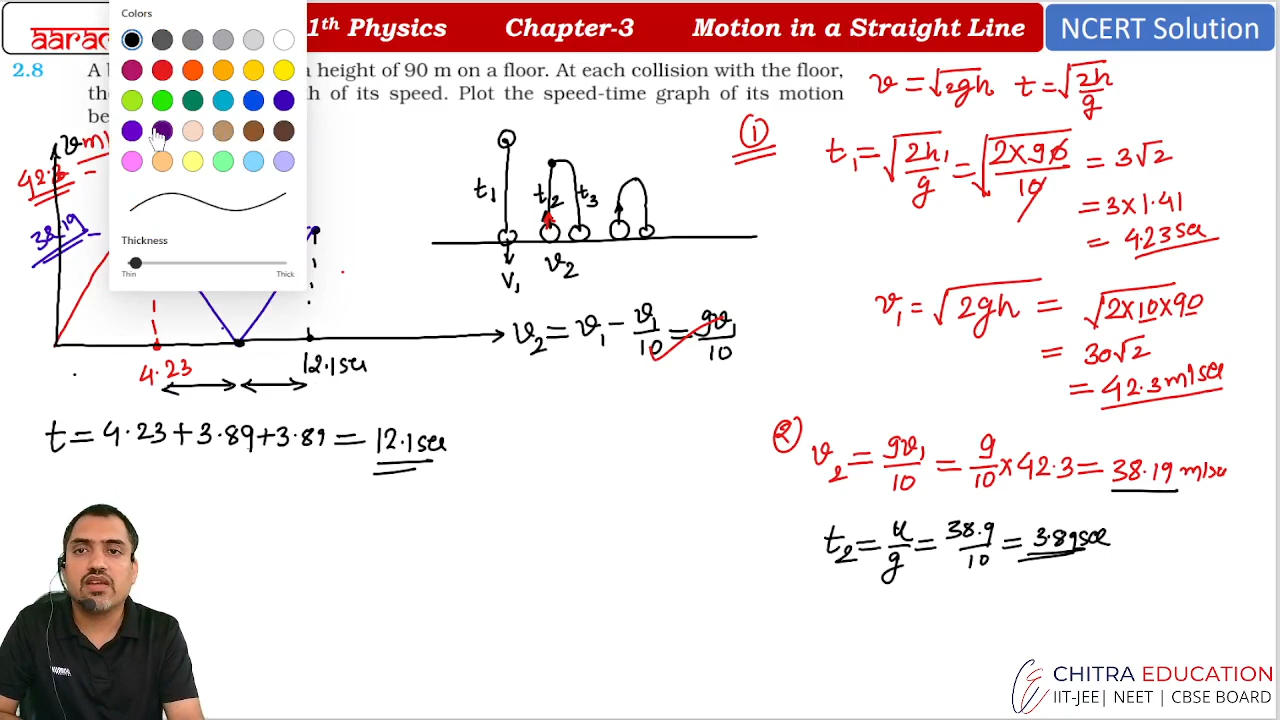 aara
1th Physics Chapter-3 Motion in a Straight Line
NCERT Solution
Colors
Thickness
Thin Thick
2.8 A height of 90 m on a floor. At each collision with the floor,
the of its speed. Plot the speed-time graph of its motion
be
v = √2gh t = √2h/g
①
t₁ = √2h₁/g = √2×90/10 = 3√2
= 3×1.41
= 4.23 sec
v₁ = √2gh = √2×10×90
= 30√2
= 42.3 m/sec
v
42.3
38.19
4.23
12.1 sec
t₁ t₂ t₃
V₁ v₂
v₂ = v₁ - v₁/10 = 9v₁/10
t = 4.23 + 3.89 + 3.89 = 12.1 sec
② v₂ = 9v₁/10 = 9/10 × 42.3 = 38.19 m/sec
t₂ = u/g = 38.9/10 = 3.89 sec
CHITRA EDUCATION
IIT-JEE| NEET | CBSE BOARD